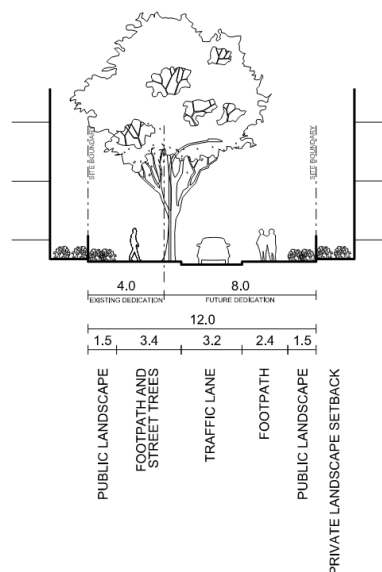 SITE BOUNDARY
SITE BOUNDARY
4.0
8.0
EXISTING DEDICATION
FUTURE DEDICATION
12.0
1.5
3.4
3.2
2.4
1.5
PUBLIC LANDSCAPE
FOOTPATH AND
STREET TREES
TRAFFIC LANE
FOOTPATH
PUBLIC LANDSCAPE
PRIVATE LANDSCAPE SETBACK